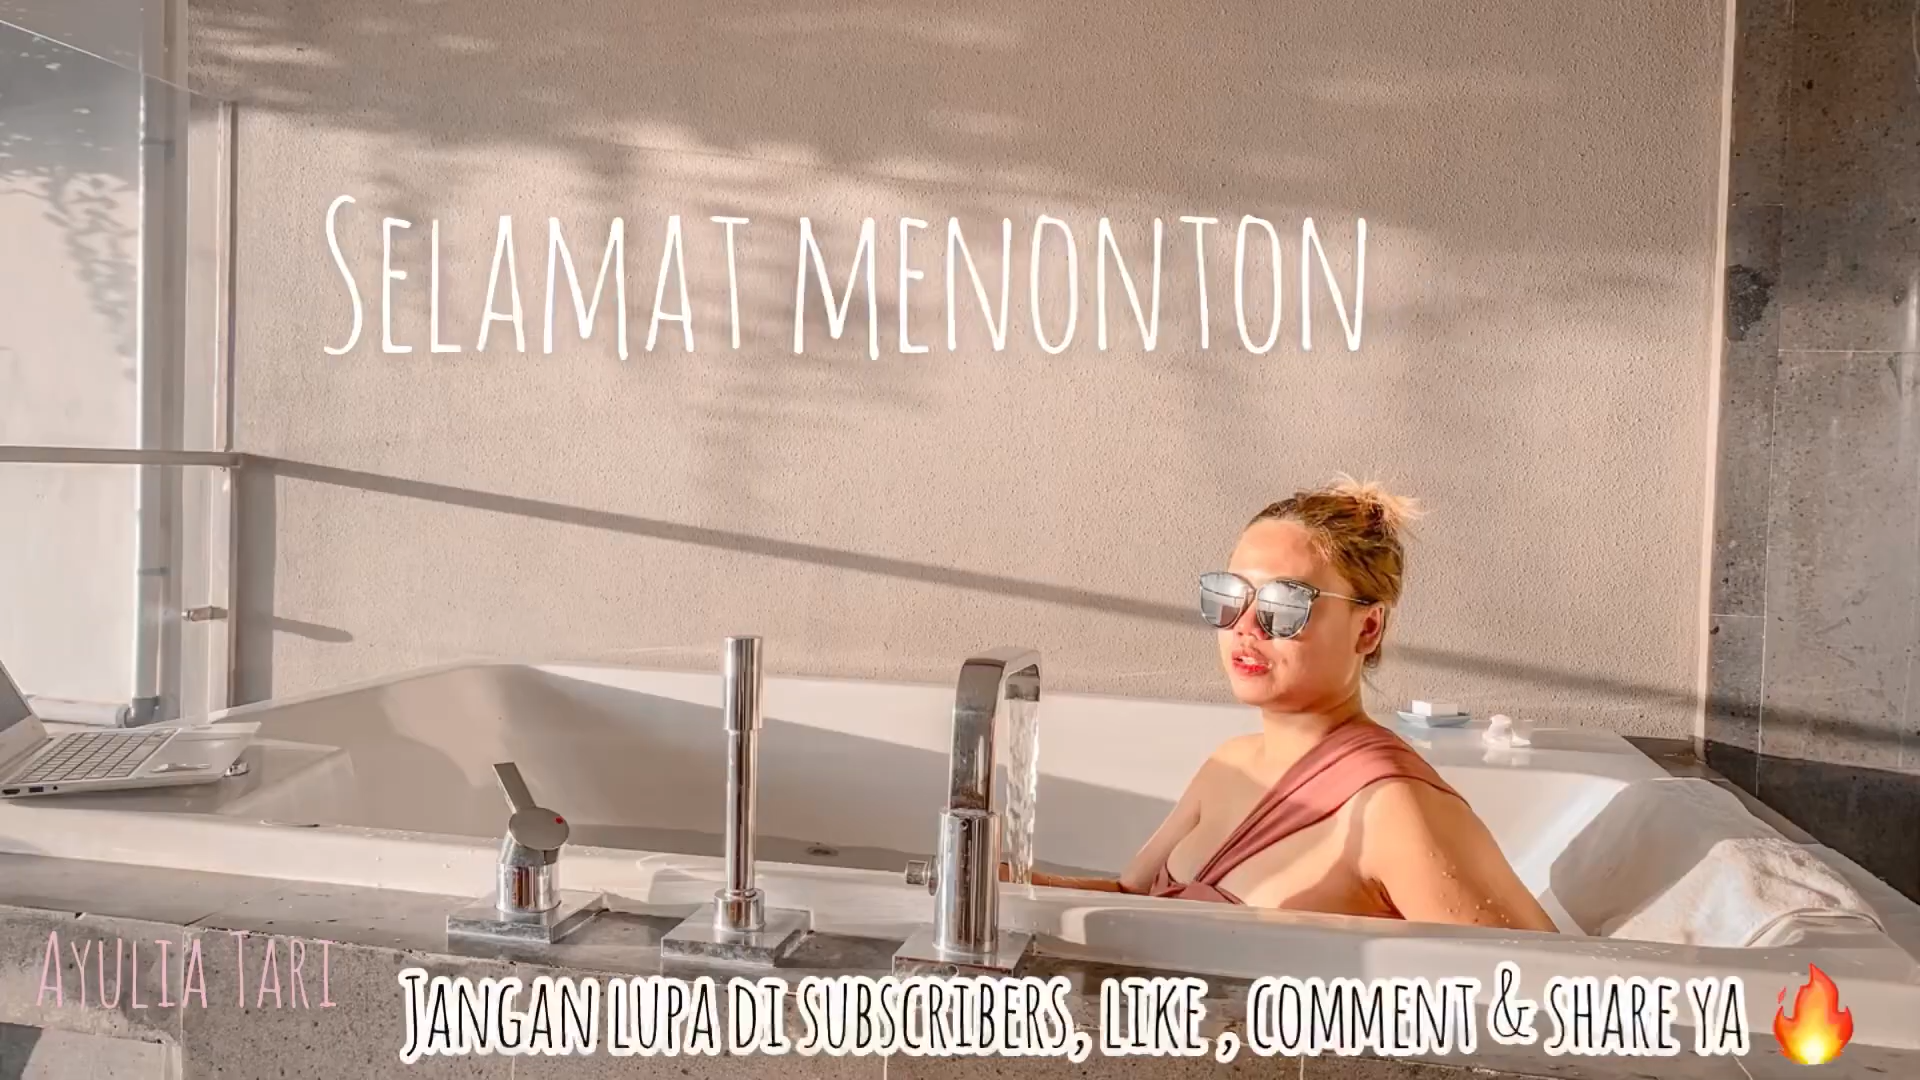 Selamat menonton
Ayulia Tari
Jangan lupa di subscribers, like , comment & share ya 🔥